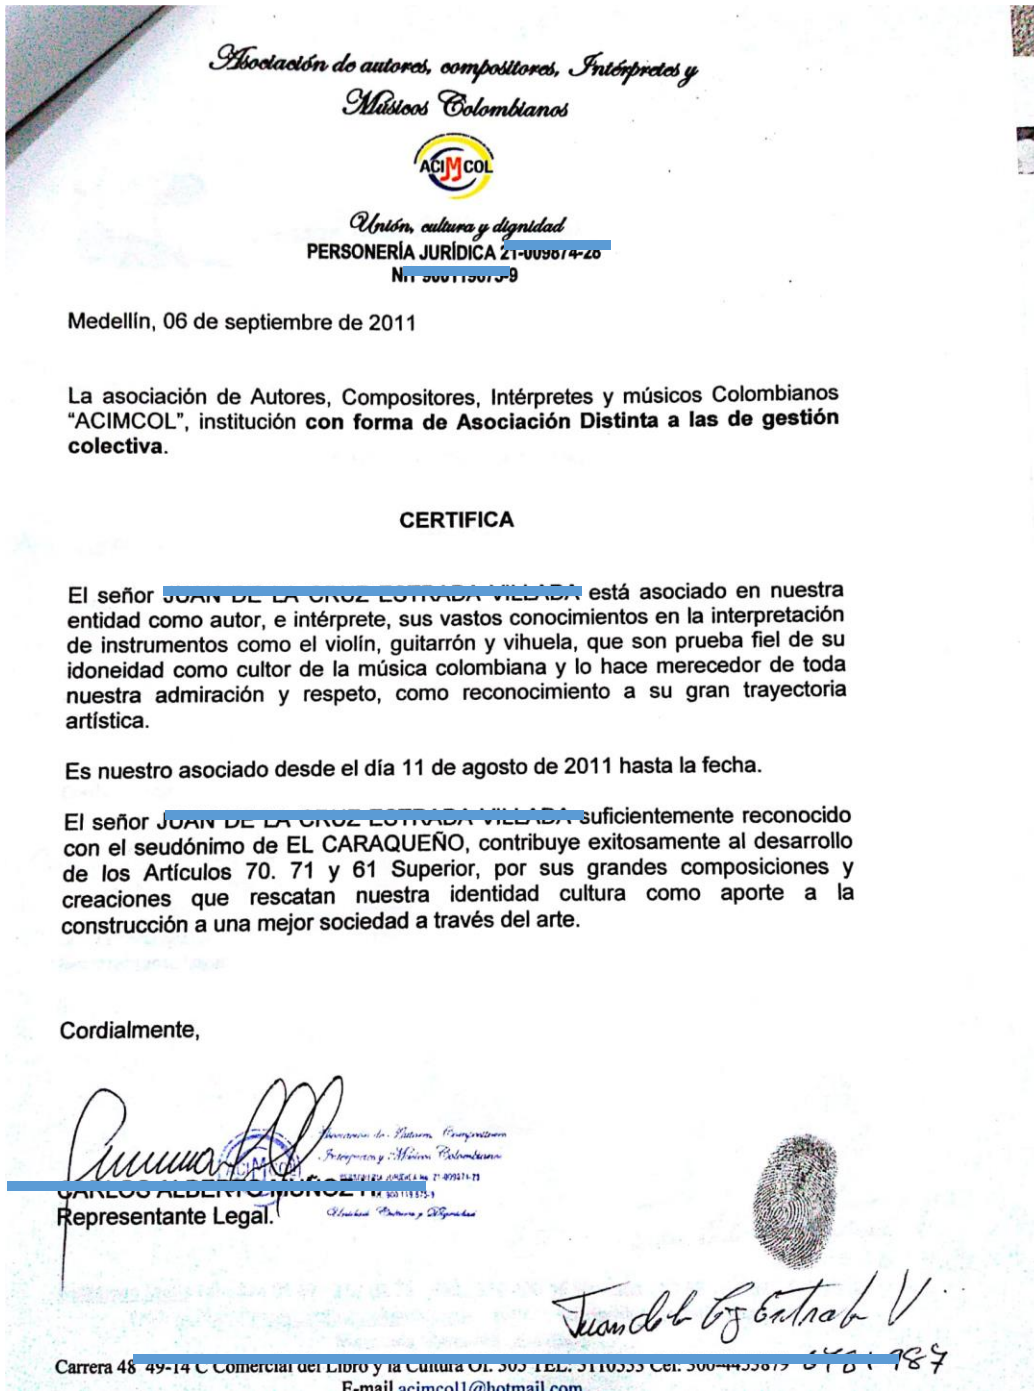 Asociación de autores, compositores, Intérpretes y
Músicos Colombianos
ACIMCOL
Unión, cultura y dignidad
PERSONERÍA JURÍDICA
Medellín, 06 de septiembre de 2011
La asociación de Autores, Compositores, Intérpretes y músicos Colombianos
“ACIMCOL”, institución con forma de Asociación Distinta a las de gestión
colectiva.
CERTIFICA
El señor está asociado en nuestra
entidad como autor, e intérprete, sus vastos conocimientos en la interpretación
de instrumentos como el violín, guitarrón y vihuela, que son prueba fiel de su
idoneidad como cultor de la música colombiana y lo hace merecedor de toda
nuestra admiración y respeto, como reconocimiento a su gran trayectoria
artística.
Es nuestro asociado desde el día 11 de agosto de 2011 hasta la fecha.
El señor suficientemente reconocido
con el seudónimo de EL CARAQUEÑO, contribuye exitosamente al desarrollo
de los Artículos 70. 71 y 61 Superior, por sus grandes composiciones y
creaciones que rescatan nuestra identidad cultura como aporte a la
construcción a una mejor sociedad a través del arte.
Cordialmente,
ACIMCOL
Representante Legal.
Carrera 48
E-mail acimcol1@hotmail.com